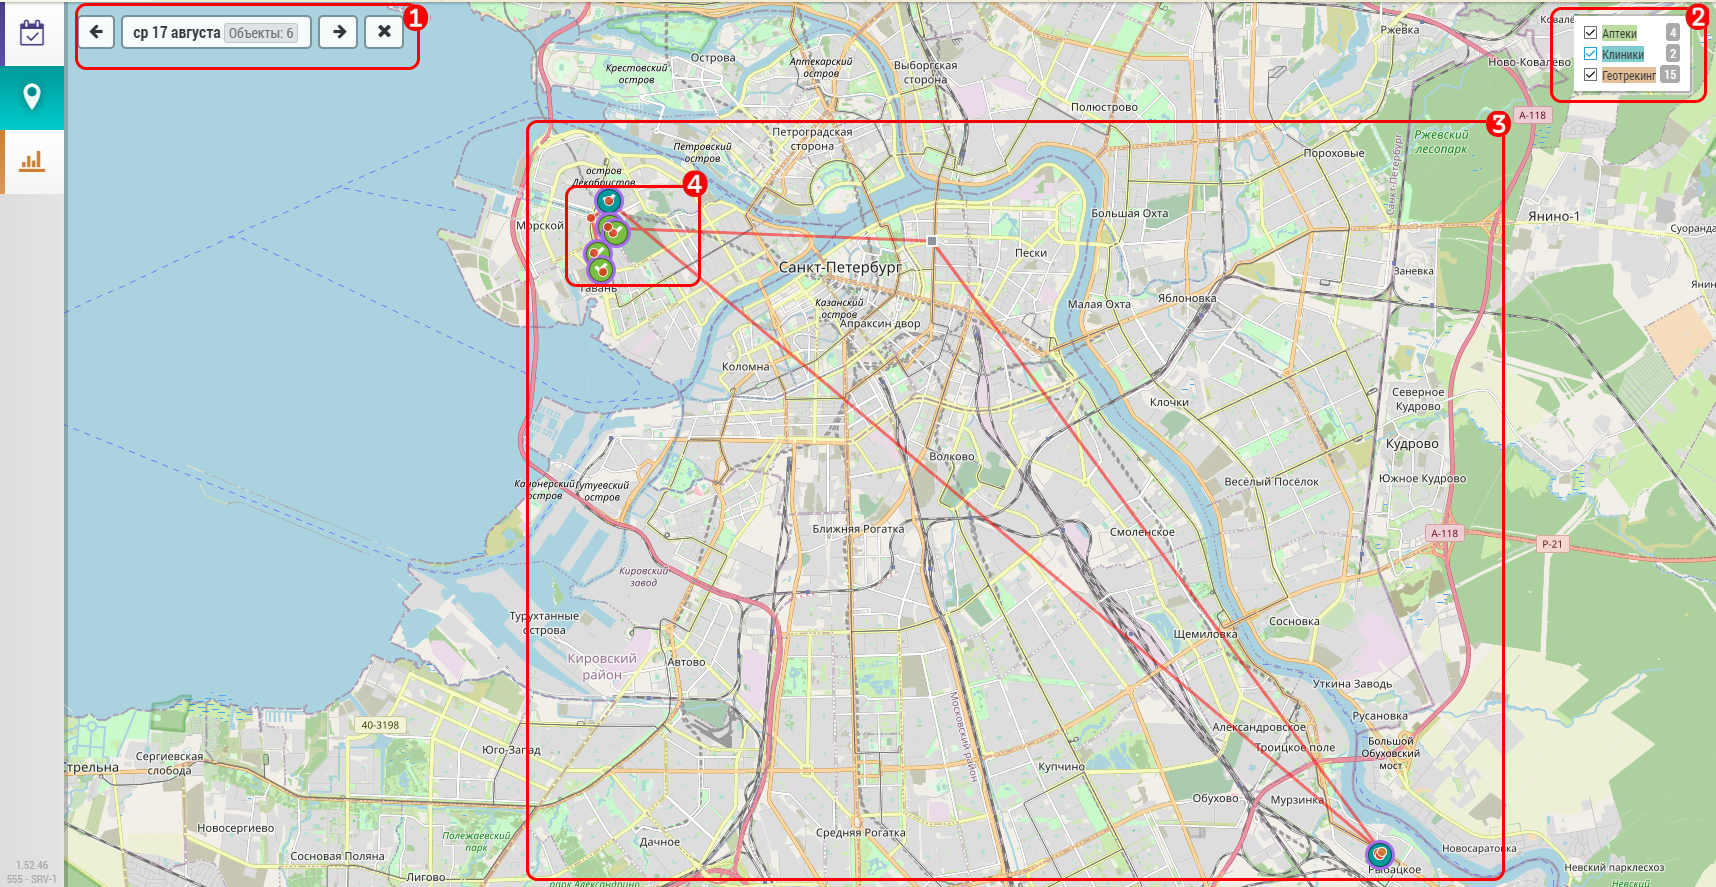 1
ср 17 августа Объекты: 6
2
Аптеки 4
Клиники 2
Геотрекинг 15
Ржевка
Ново-Ковалёво
Острова
Крестовский
остров
Аптекарский
остров
Выборгская
сторона
Полюстрово
3
А-118
Ржевский
лесопарк
Петроградская
сторона
Петровский
остров
Пороховые
Санкт-Петербург
остров
Декабристов
4
Морской
Большая Охта
Янино-1
Суоранда
Пески
Санкт-Петербург
Заневка
Гавань
Казанский
остров
Малая Охта
Яблоновка
Апраксин двор
Коломна
Северное
Кудрово
Клочки
Кудрово
Волково
Канонерский
остров
Гутуевский
остров
Весёлый Посёлок
Южное Кудрово
Ближняя Рогатка
Смоленское
А-118
Р-21
Кировский
завод
Турухтанные
острова
Сосновка
Щемиловка
Кировский
район
Автово
Уткина Заводь
Московский район
Русановка
40-3198
Александровское
Юго-Запад
Троицкое поле
Большой
Обуховский
мост
Сергиевская
слобода
Стрельна
Купчино
Обухово
Мурзинка
Новосергиево
Полежаевский
парк
Дачное
Средняя Рогатка
Новосаратовка
Сосновая Поляна
Рыбацкое
Невский парклесхоз
Лигово
парк Александрино
Невский
1.52.46
555 - SRV-1